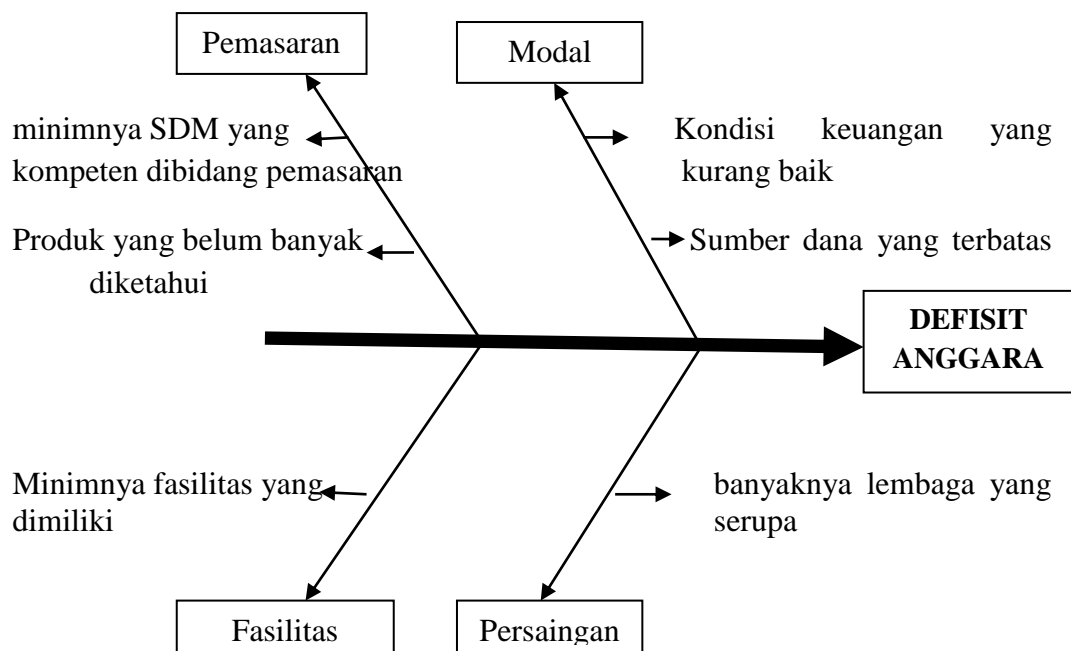 Pemasaran
Modal
minimnya SDM yang
kompeten dibidang pemasaran
Kondisi keuangan yang
kurang baik
Produk yang belum banyak
diketahui
Sumber dana yang terbatas
DEFISIT
ANGGARA
Minimnya fasilitas yang
dimiliki
banyaknya lembaga yang
serupa
Fasilitas
Persaingan